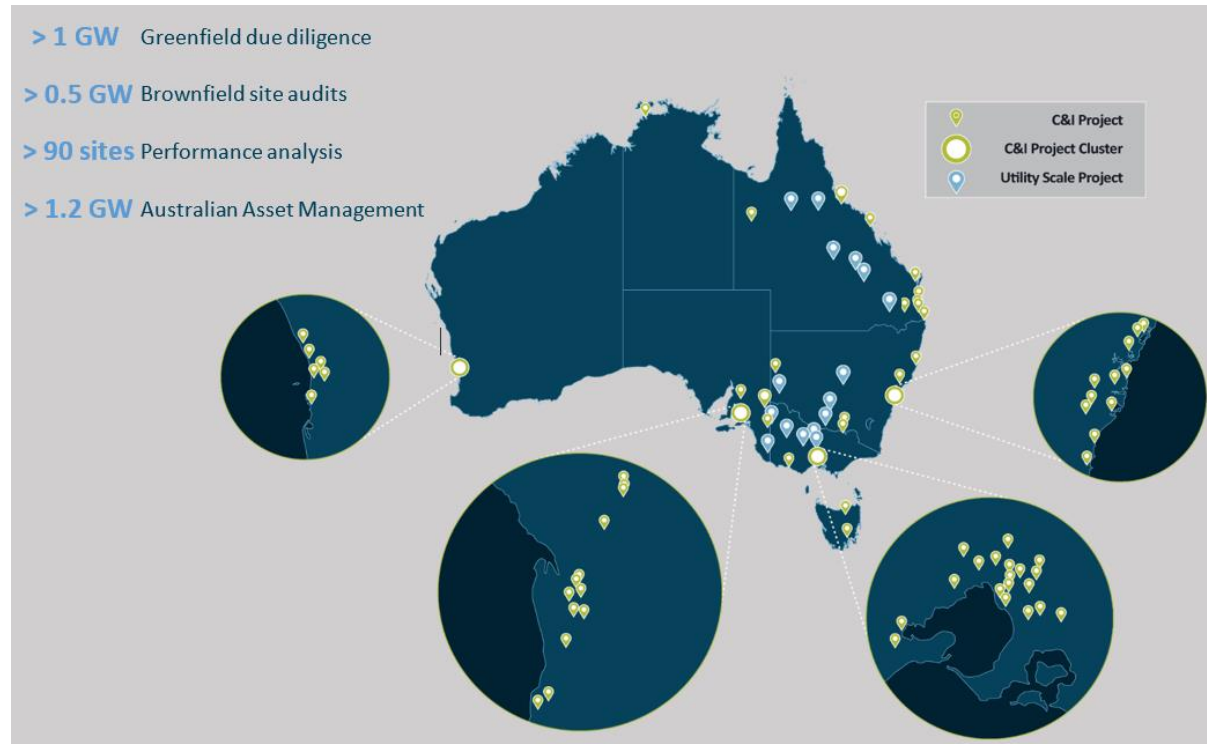 > 1 GW Greenfield due diligence
> 0.5 GW Brownfield site audits
> 90 sites Performance analysis
> 1.2 GW Australian Asset Management
C&I Project
C&I Project Cluster
Utility Scale Project